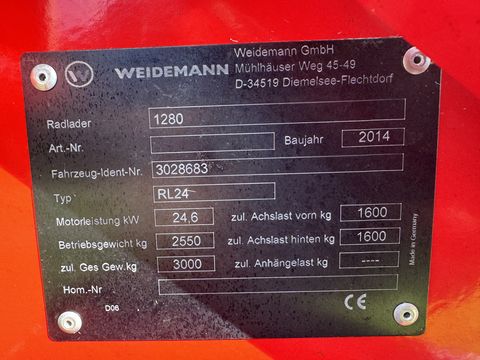 WEIDEMANN
Weidemann GmbH
Mühlhäuser Weg 45-49
D-34519 Diemelsee-Flechtdorf
Radlader 1280
Art.-Nr. Baujahr 2014
Fahrzeug-Ident-Nr. 3028683
Typ RL24
Motorleistung kW 24,6 zul. Achslast vorn kg 1600
Betriebsgewicht kg 2550 zul. Achslast hinten kg 1600
zul. Ges Gew.kg 3000 zul. Anhängelast kg ----
Hom.-Nr
D06 CE
Made in Germany